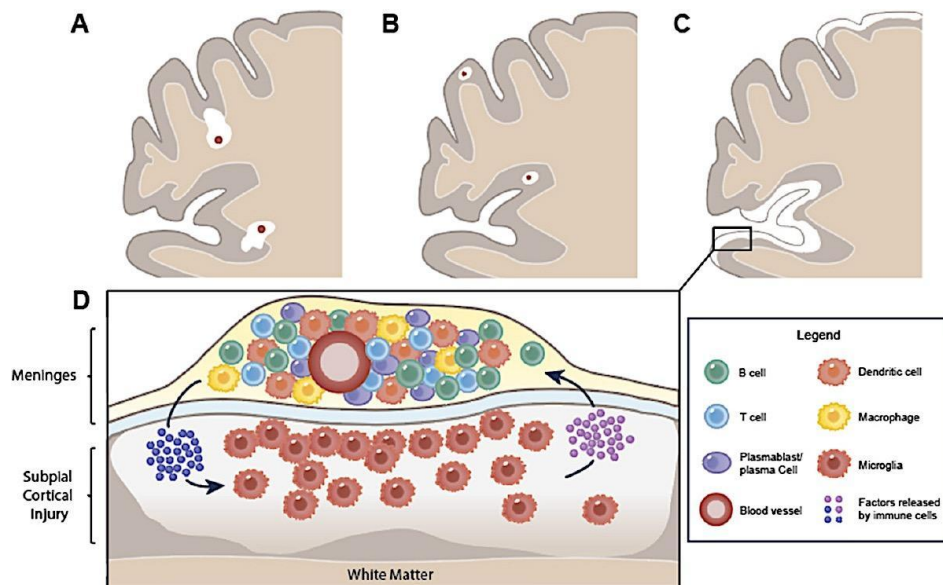 A
B
C
D
Meninges
Subpial
Cortical
Injury
White Matter
Legend
B cell
Dendritic cell
T cell
Macrophage
Plasmablast/
plasma Cell
Microglia
Blood vessel
Factors released
by immune cells